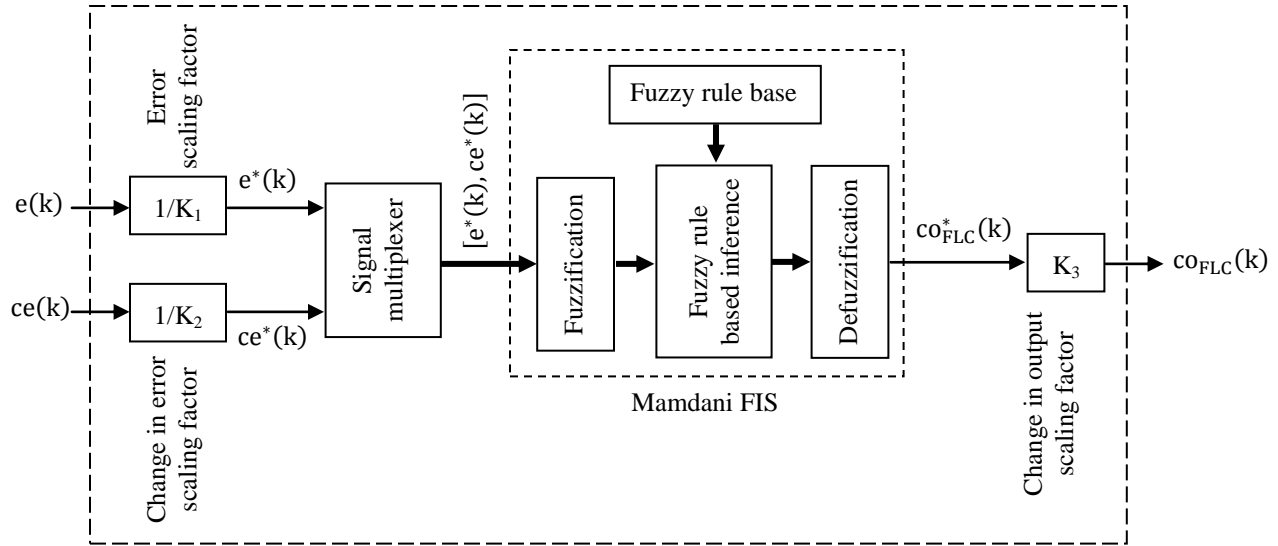 Error
scaling factor
e(k)
1/K₁
e*(k)
ce(k)
1/K₂
ce*(k)
Change in error
scaling factor
Signal
multiplexer
[e*(k), ce*(k)]
Fuzzy rule base
Fuzzification
Fuzzy rule
based inference
Defuzzification
Mamdani FIS
co*FLC(k)
K₃
Change in output
scaling factor
coFLC(k)